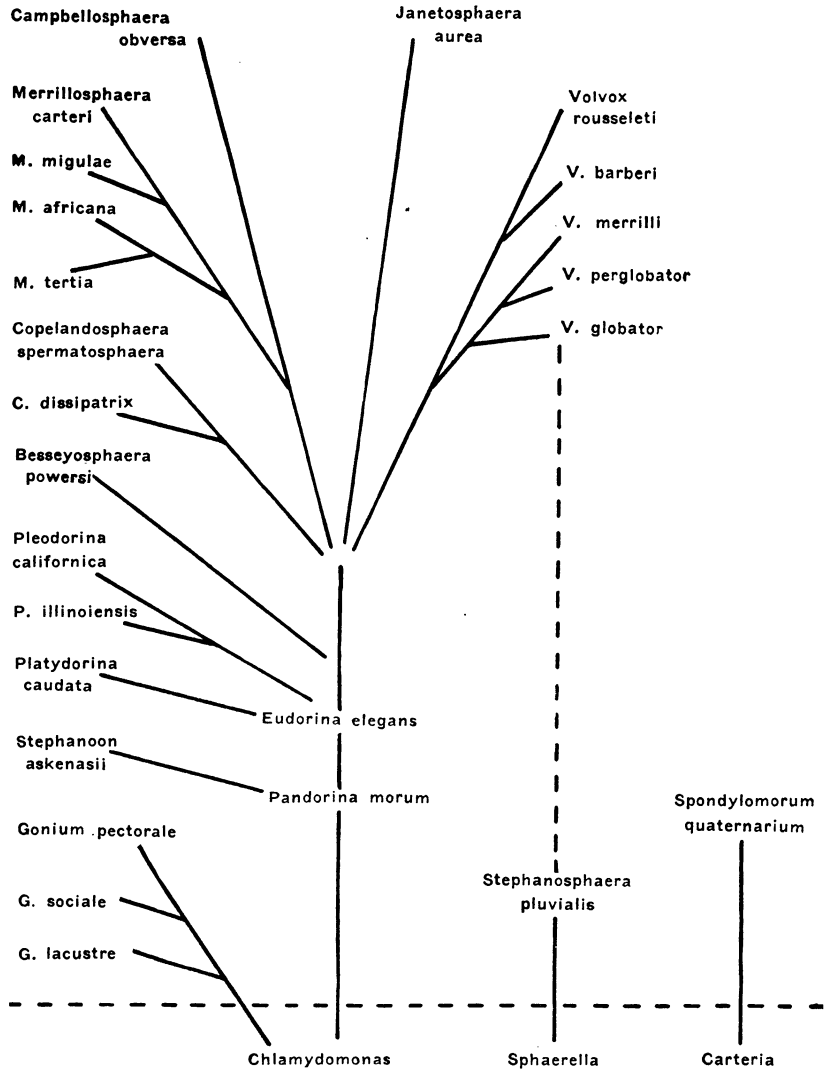 Campbellosphaera
obversa
Janetosphaera
aurea
Merrillosphaera
carteri
Volvox
rousseleti
M. migulae
V. barberi
M. africana
V. merrilli
M. tertia
V. perglobator
Copelandosphaera
spermatosphaera
V. globator
C. dissipatrix
Besseyosphaera
powersi
Pleodorina
californica
P. illinoiensis
Platydorina
caudata
Eudorina elegans
Stephanoon
askenasii
Pandorina morum
Spondylomorum
quaternarium
Gonium pectorale
Stephanosphaera
pluvialis
G. sociale
G. lacustre
Chlamydomonas
Sphaerella
Carteria